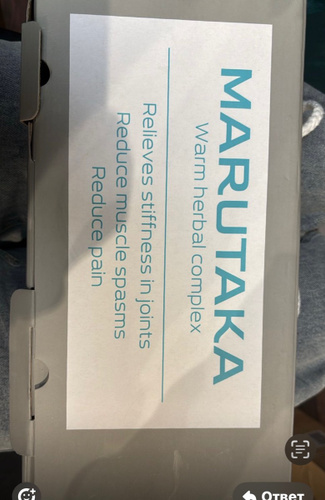 MARUTAKA
Warm herbal complex
Relieves stiffness in joints
Reduce muscle spasms
Reduce pain
Ответ